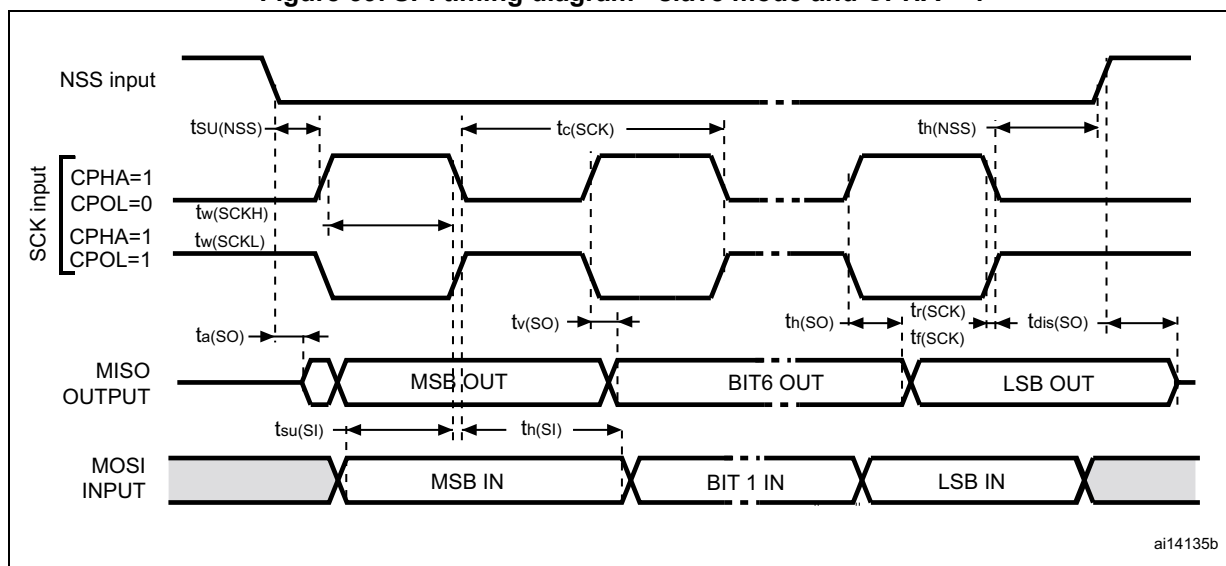 NSS input
tSU(NSS)
tc(SCK)
th(NSS)
SCK input
CPHA=1
CPOL=0
tw(SCKH)
CPHA=1
tw(SCKL)
CPOL=1
ta(SO)
tv(SO)
th(SO)
tr(SCK)
tf(SCK)
tdis(SO)
MISO
OUTPUT
MSB OUT
BIT6 OUT
LSB OUT
tsu(SI)
th(SI)
MOSI
INPUT
MSB IN
BIT 1 IN
LSB IN
ai14135b